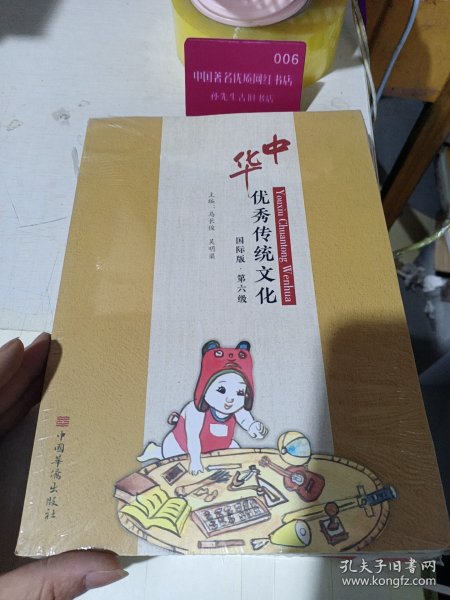 006
中国著名优质网红书店
孙先生古旧书店
中华
优秀传统文化
Youxiu Chuantong Wenhua
国际版·第六级
主编：马长俊 吴明渠
中国华侨出版社
孔夫子旧书网
www.kongfz.com